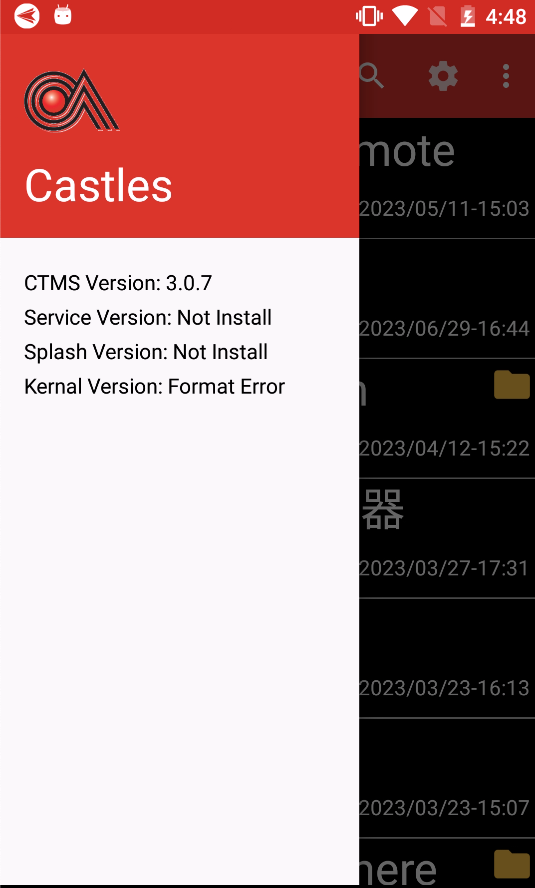 4:48
Castles
CTMS Version: 3.0.7
Service Version: Not Install
Splash Version: Not Install
Kernal Version: Format Error
mote
2023/05/11-15:03
2023/06/29-16:44
2023/04/12-15:22
器
2023/03/27-17:31
2023/03/23-16:13
2023/03/23-15:07